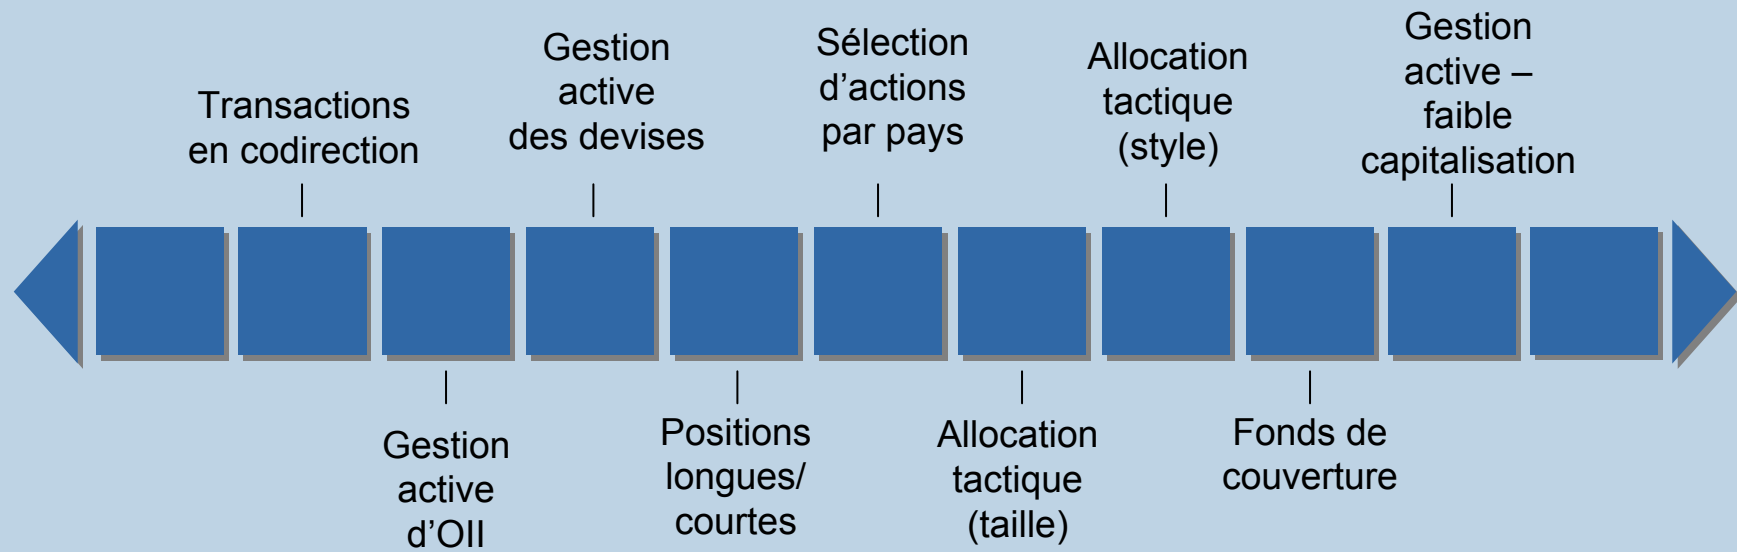 Transactions
en codirection
Gestion
active
des devises
Sélection
d’actions
par pays
Allocation
tactique
(style)
Gestion
active –
faible
capitalisation
Gestion
active
d’OII
Positions
longues/
courtes
Allocation
tactique
(taille)
Fonds de
couverture